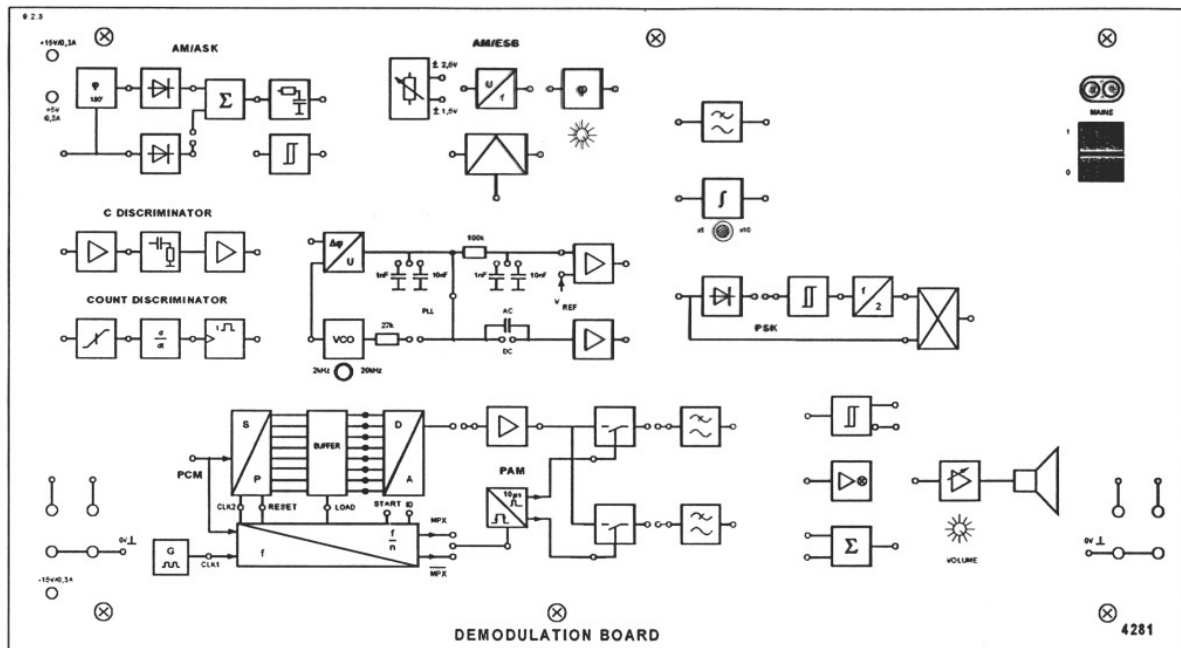 9.2.3
+15V/0,3A
AM/ASK
φ
180°
+5V
0,3A
Σ
AM/ESB
± 2,5V
± 1,5V
U
f
φ
MAINS
1
0
∫
x5 x10
C DISCRIMINATOR
COUNT DISCRIMINATOR
d
dt
1
Δφ
U
100k
1nF 10nF
1nF 10nF
V REF
PLL
AC
DC
VCO
27k
2kHz 20kHz
PSK
f
2
S
P
BUFFER
D
A
PCM
CLK2
RESET
LOAD
START
f
f
n
MPX
MPX
G
CLK1
PAM
10µs
0V ⊥
-15V/0,3A
Σ
VOLUME
0V ⊥
DEMODULATION BOARD
4281